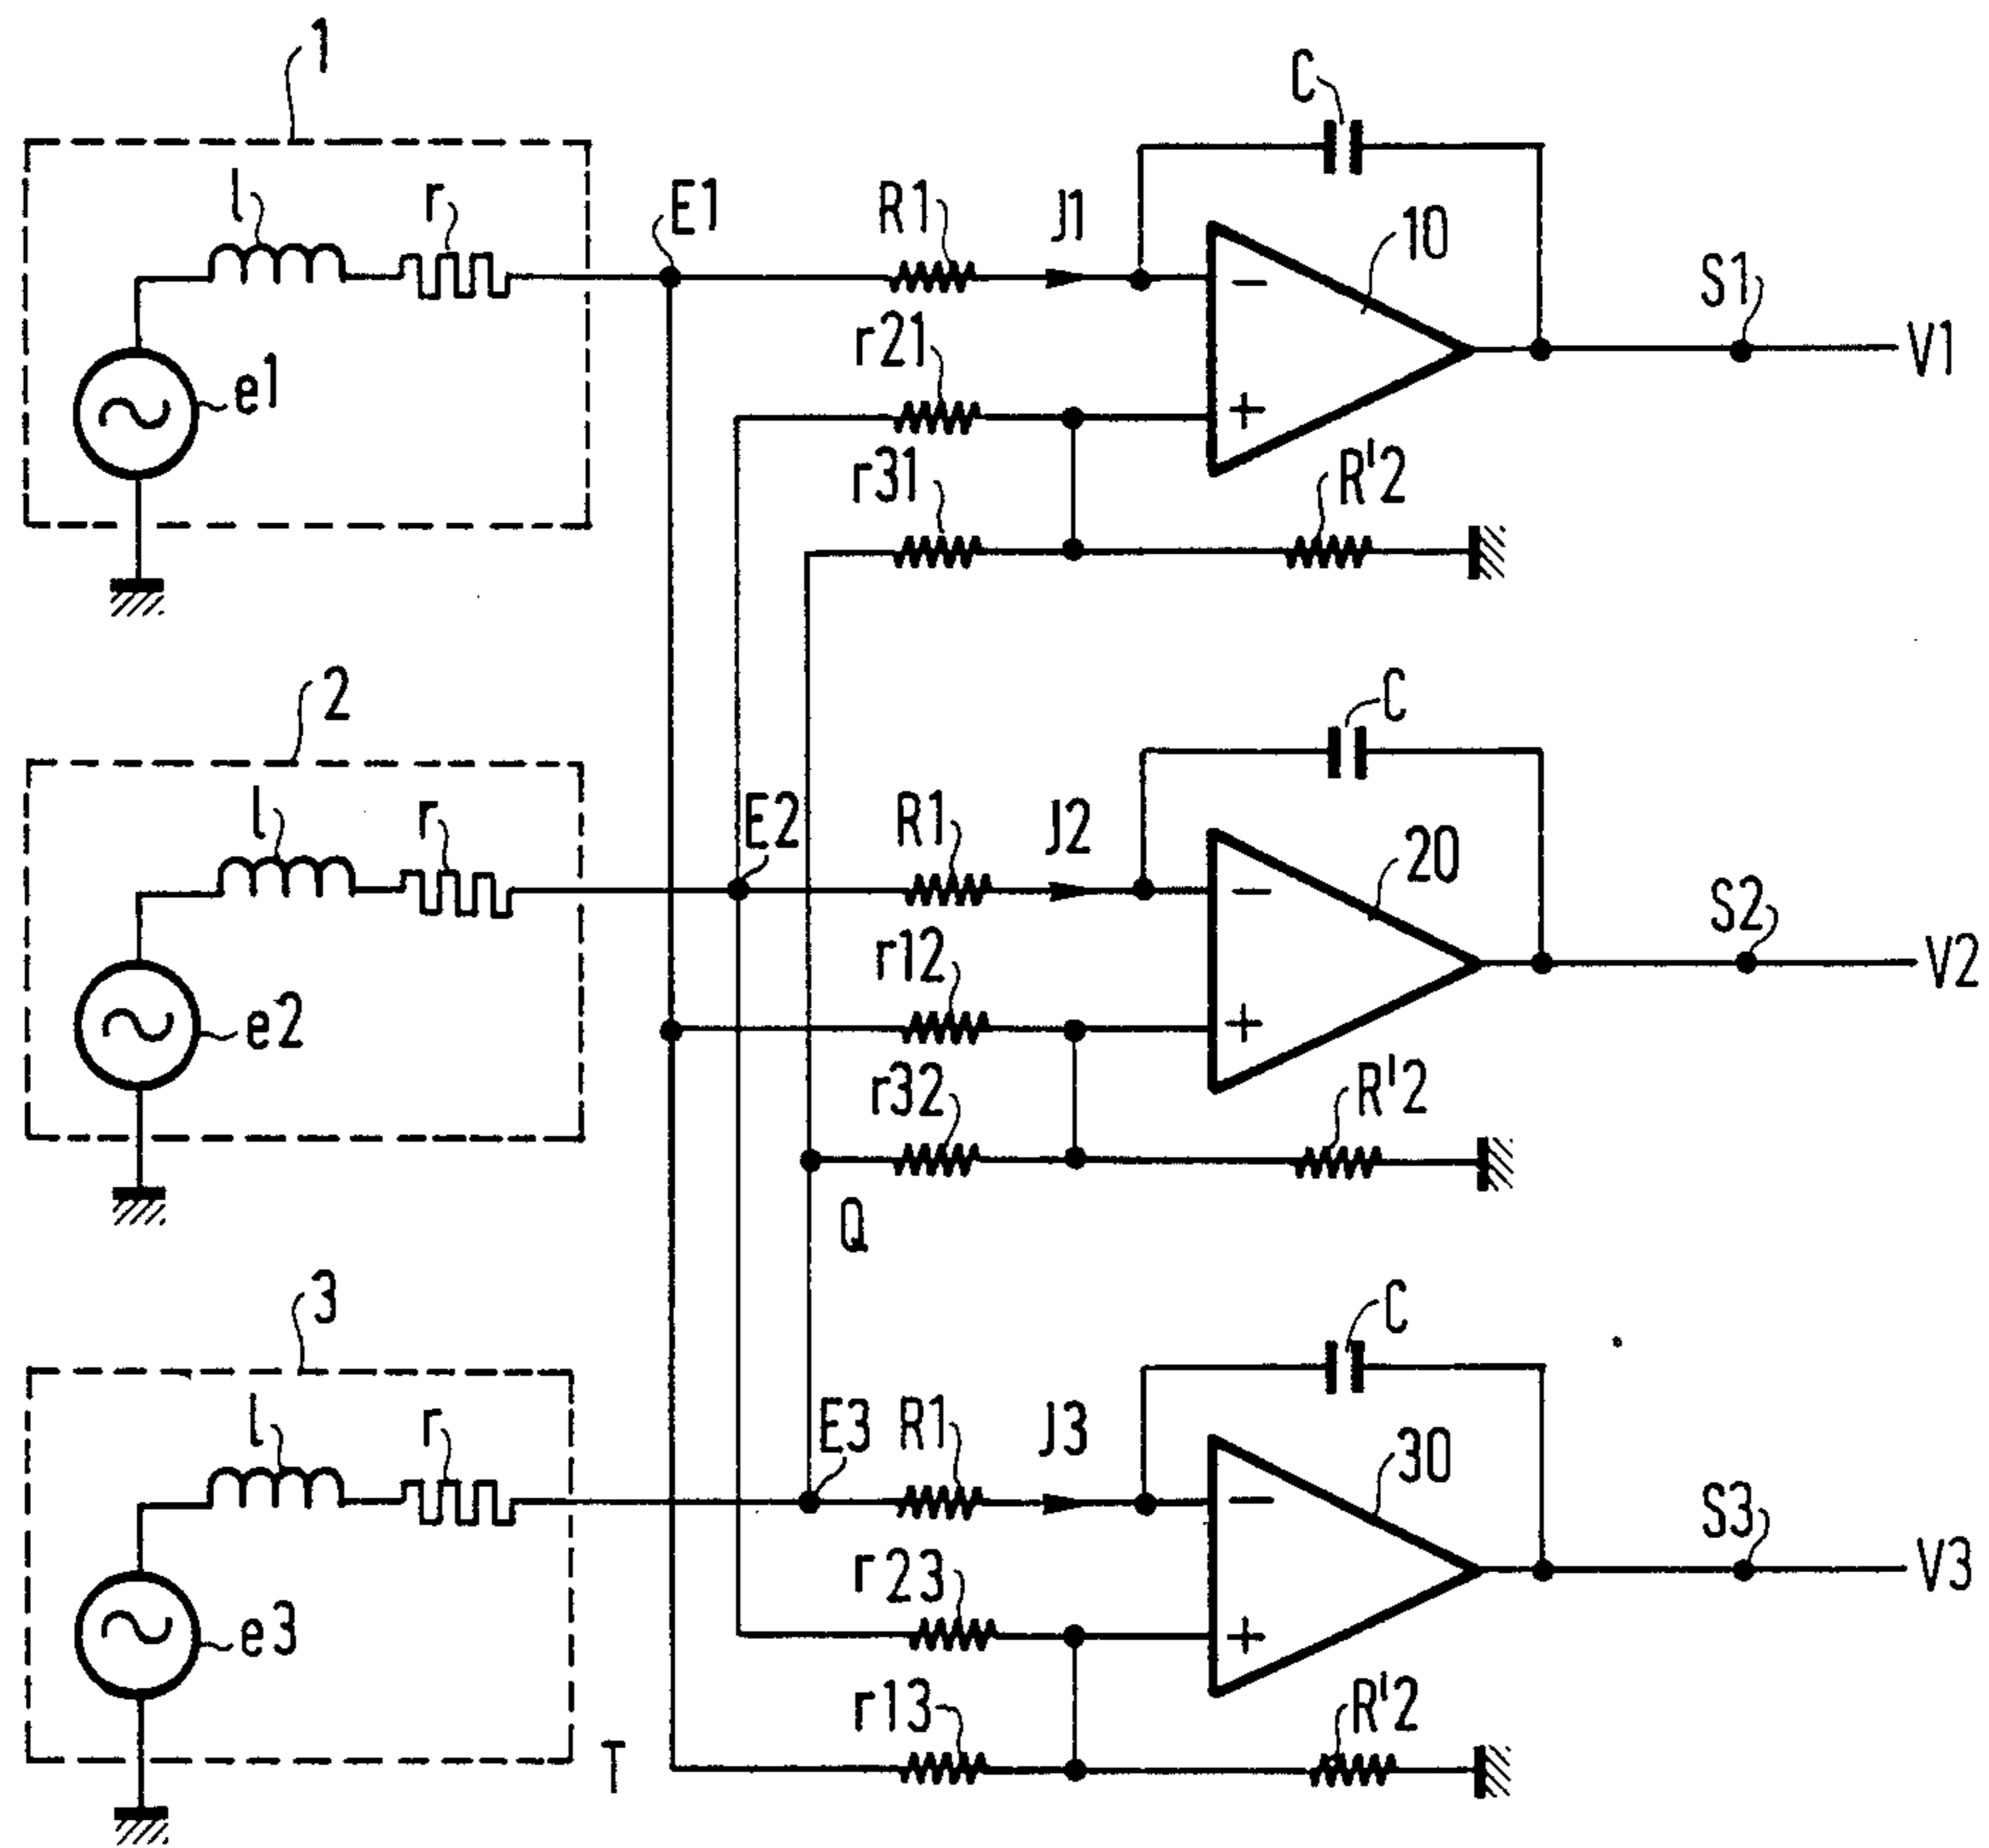 1
C
l
r
E1
R1
J1
10
−
S1
V1
e1
r21
+
r31
R'2
2
C
l
r
E2
R1
J2
20
−
S2
V2
e2
r12
+
r32
R'2
Q
3
C
l
r
E3
R1
J3
30
−
S3
V3
e3
r23
+
r13
R'2
T